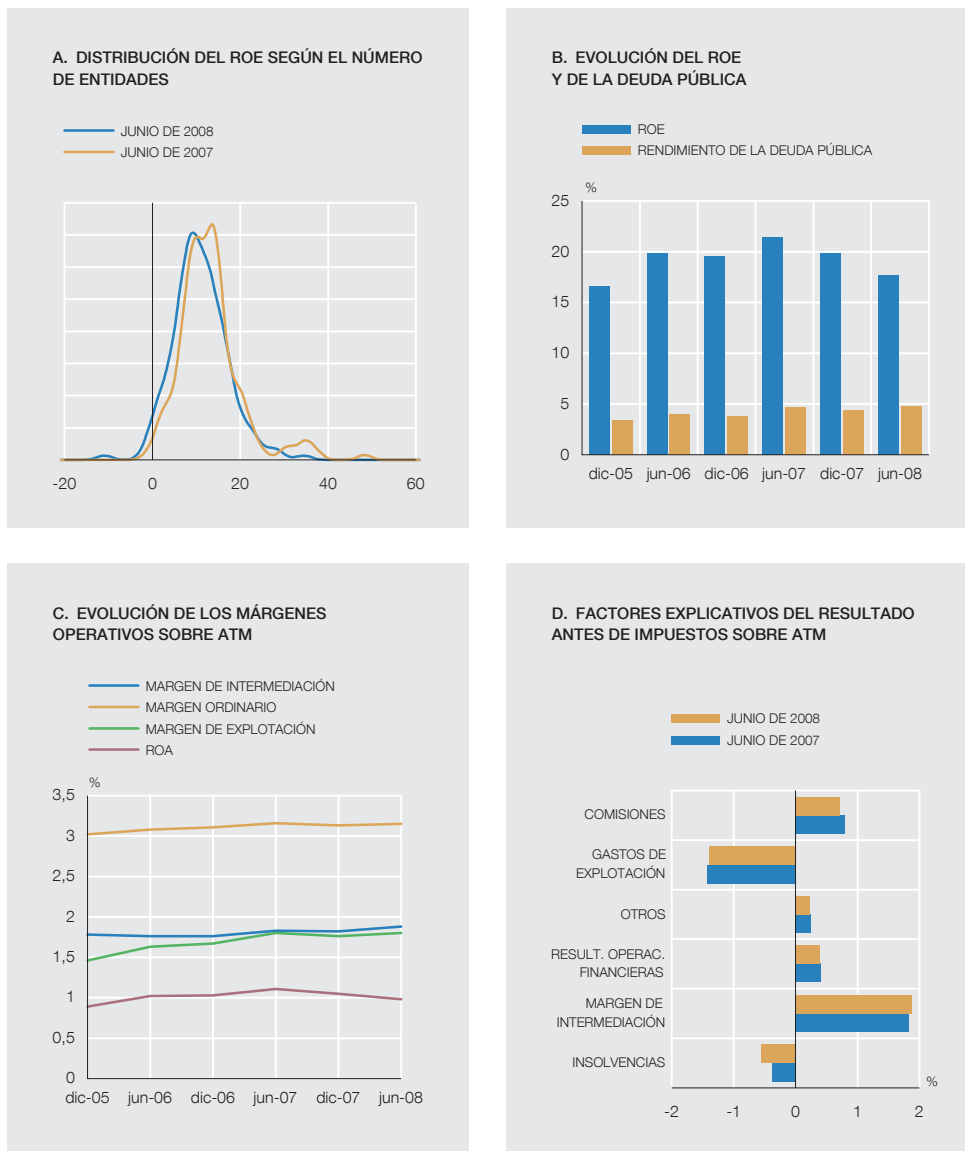 A. DISTRIBUCIÓN DEL ROE SEGÚN EL NÚMERO
DE ENTIDADES
JUNIO DE 2008
JUNIO DE 2007
-20 0 20 40 60
B. EVOLUCIÓN DEL ROE
Y DE LA DEUDA PÚBLICA
ROE
RENDIMIENTO DE LA DEUDA PÚBLICA
%
25
20
15
10
5
0
dic-05 jun-06 dic-06 jun-07 dic-07 jun-08
C. EVOLUCIÓN DE LOS MÁRGENES
OPERATIVOS SOBRE ATM
MARGEN DE INTERMEDIACIÓN
MARGEN ORDINARIO
MARGEN DE EXPLOTACIÓN
ROA
%
3,5
3
2,5
2
1,5
1
0,5
0
dic-05 jun-06 dic-06 jun-07 dic-07 jun-08
D. FACTORES EXPLICATIVOS DEL RESULTADO
ANTES DE IMPUESTOS SOBRE ATM
JUNIO DE 2008
JUNIO DE 2007
COMISIONES
GASTOS DE
EXPLOTACIÓN
OTROS
RESULT. OPERAC.
FINANCIERAS
MARGEN DE
INTERMEDIACIÓN
INSOLVENCIAS
%
-2 -1 0 1 2